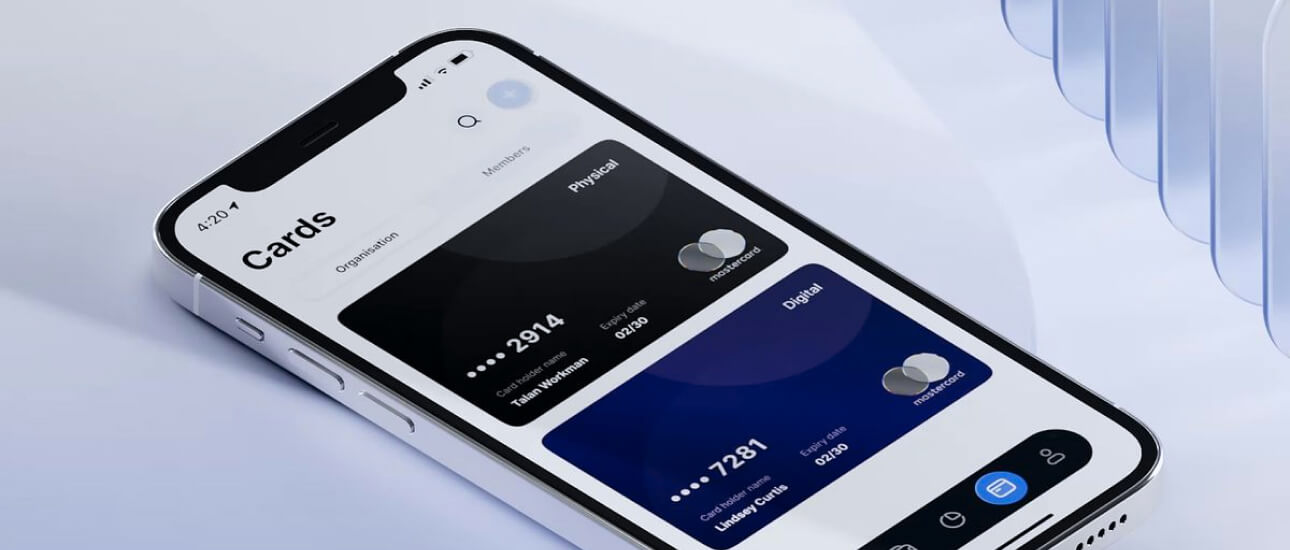 4:20
Cards
Organisation
Members
Physical
•••• 2914
Card holder name
Talan Workman
Expiry date
02/30
mastercard
Digital
•••• 7281
Card holder name
Lindsey Curtis
Expiry date
02/30
mastercard